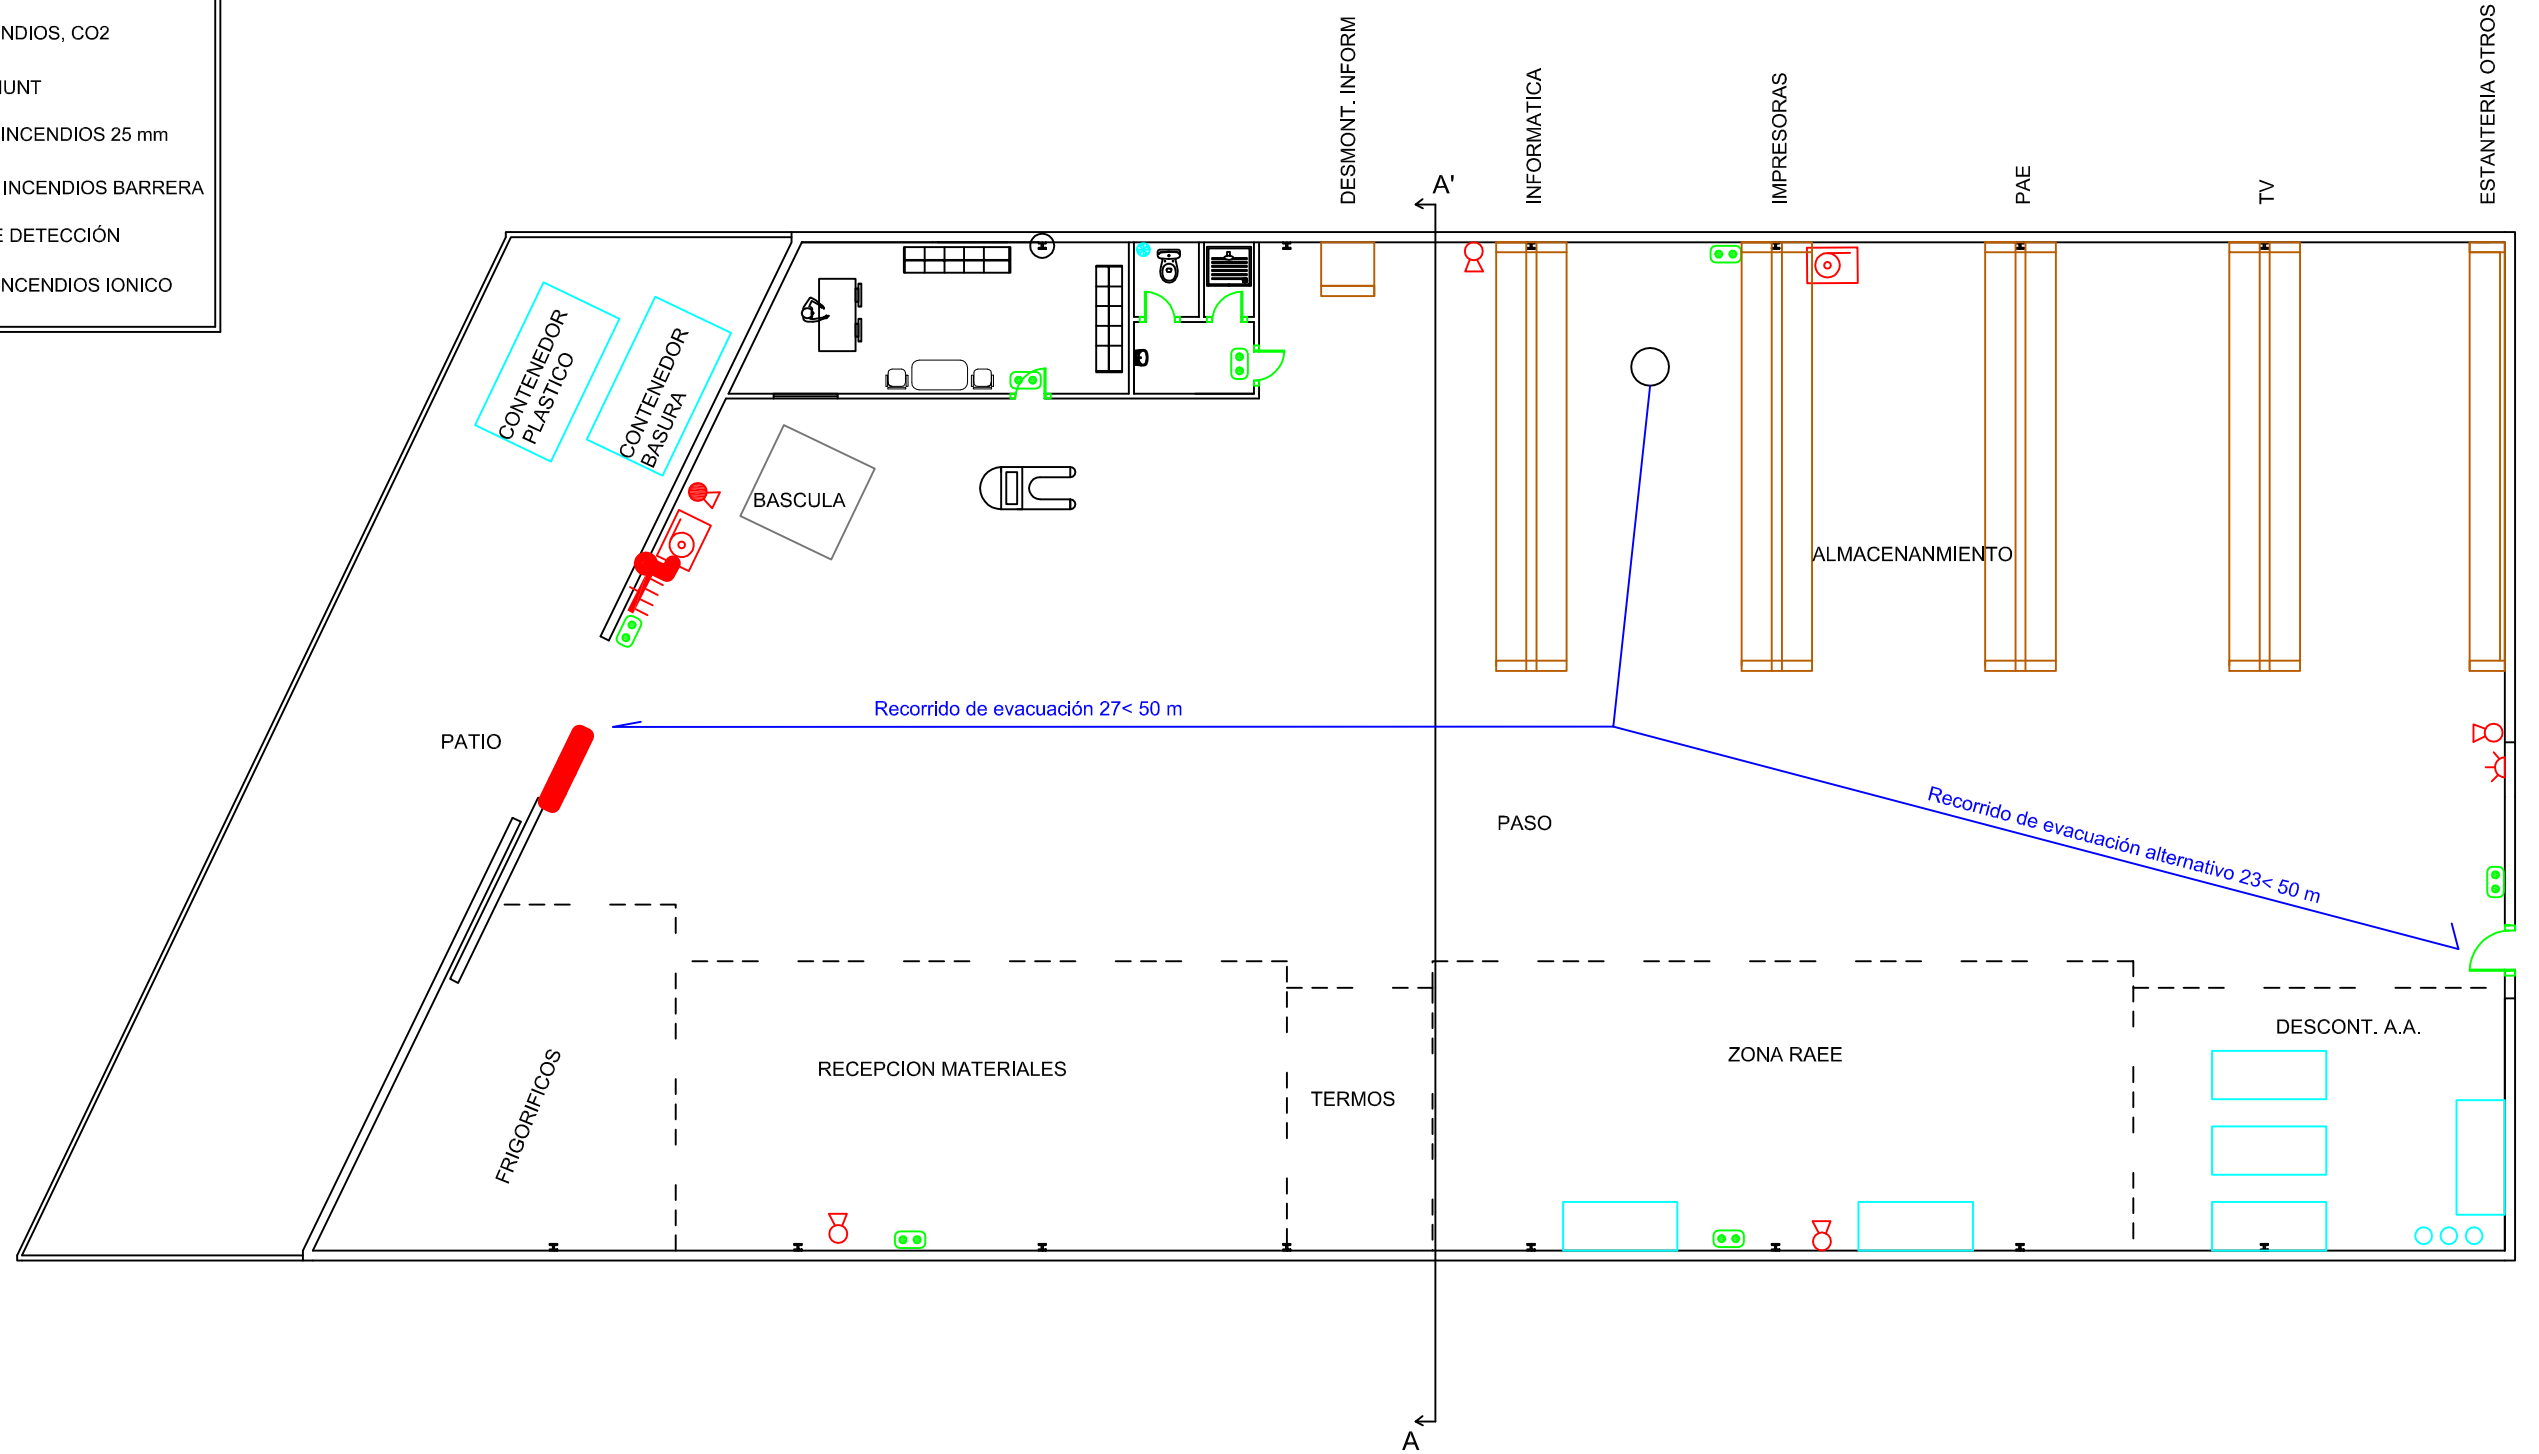 NDIOS, CO2
INCENDIOS 25 mm
INCENDIOS BARRERA
DETECCIÓN
NCENDIOS IONICO
DESMONT. INFORM
INFORMATICA
IMPRESORAS
PAE
TV
ESTANTERIA OTROS
A'
CONTENEDOR
PLASTICO
CONTENEDOR
BASURA
BASCULA
ALMACENANMIENTO
Recorrido de evacuación 27< 50 m
PATIO
PASO
Recorrido de evacuación alternativo 23< 50 m
DESCONT. A.A.
ZONA RAEE
RECEPCION MATERIALES
TERMOS
FRIGORIFICOS
A